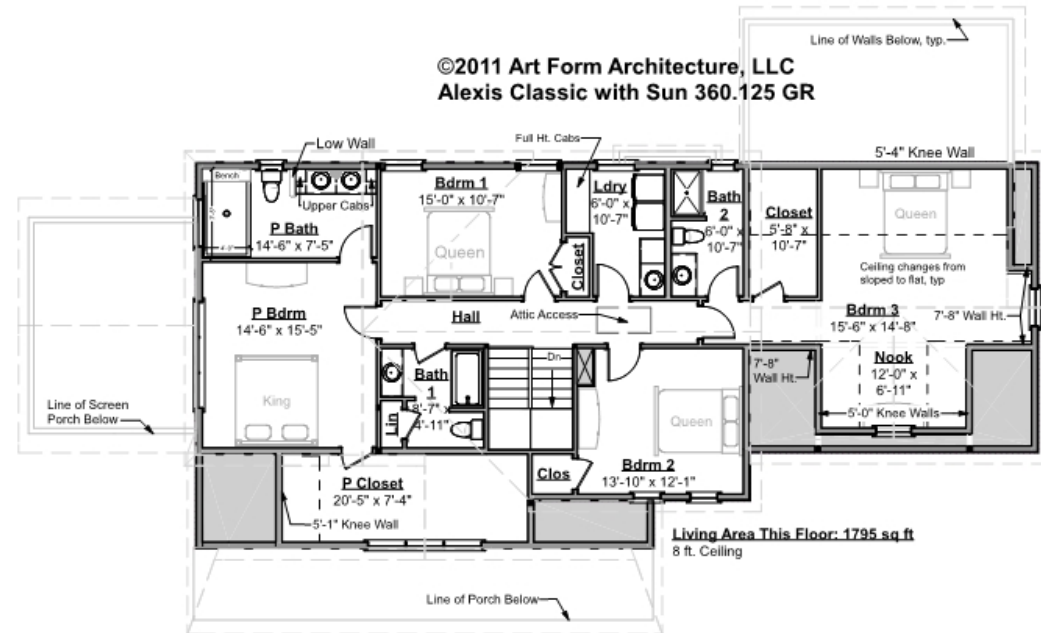 Line of Walls Below, typ.
©2011 Art Form Architecture, LLC
Alexis Classic with Sun 360.125 GR
Full Ht. Cabs
Low Wall
5'-4" Knee Wall
Bench
Upper Cabs
P Bath
14'-6" x 7'-5"
Bdrm 1
15'-0" x 10'-7"
Queen
Closet
Ldry
6'-0" x
10'-7"
Bath
2
6'-0" x
10'-7"
Closet
5'-8" x
10'-7"
Queen
Ceiling changes from
sloped to flat, typ
P Bdrm
14'-6" x 15'-5"
King
Hall
Attic Access
Bdrm 3
15'-6" x 14'-8"
7'-8" Wall Ht.
Nook
12'-0" x
6'-11"
5'-0" Knee Walls
7'-8"
Wall Ht.
Bath
1
8'-7" x
4'-11"
Lin
Dn
Queen
Bdrm 2
13'-10" x 12'-1"
Clos
Line of Screen
Porch Below
P Closet
20'-5" x 7'-4"
5'-1" Knee Wall
Living Area This Floor: 1795 sq ft
8 ft. Ceiling
Line of Porch Below